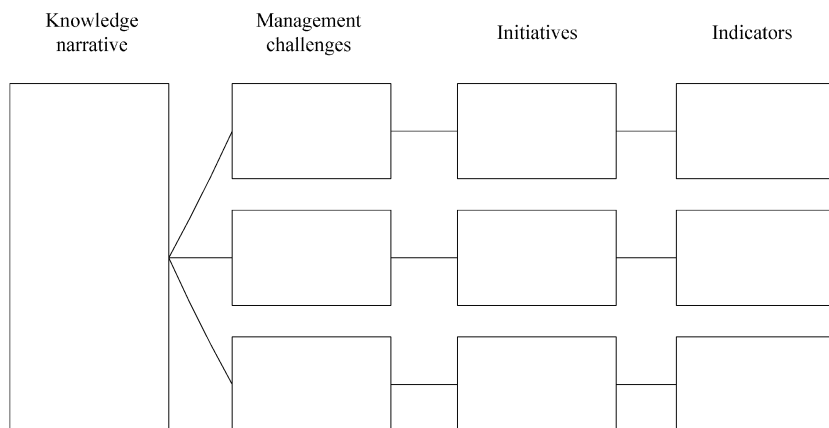 Knowledge
narrative
Management
challenges
Initiatives
Indicators